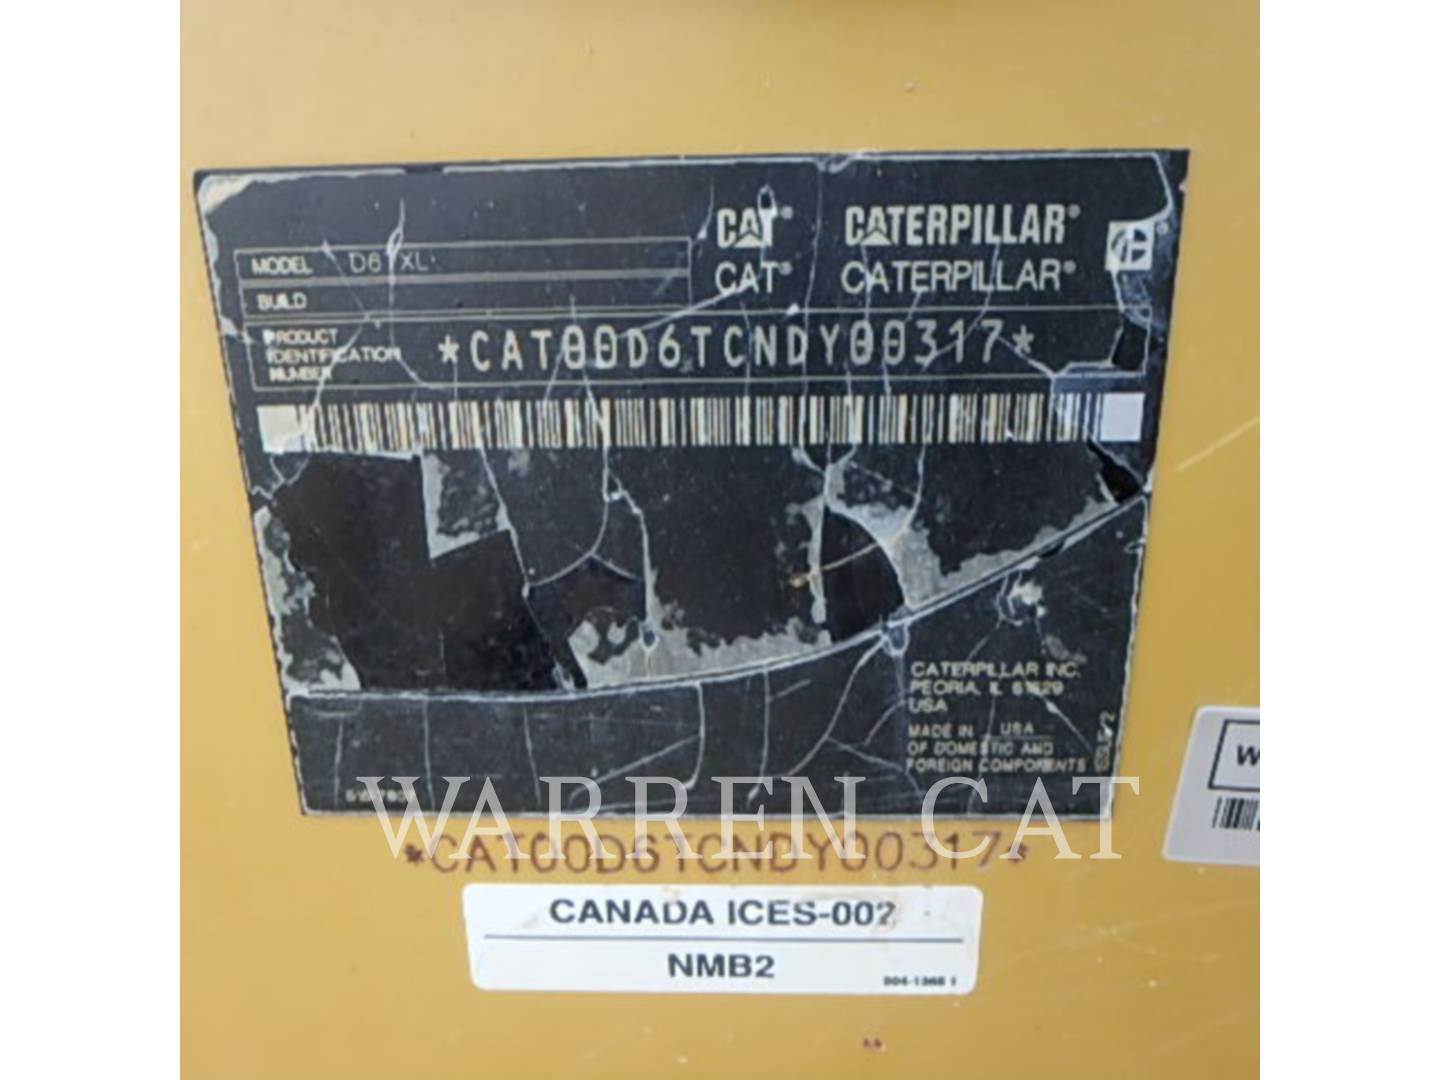 CAT® CATERPILLAR®
CAT® CATERPILLAR®
MODEL D6 XL
BUILD
PRODUCT IDENTIFICATION NUMBER *CAT00D6TCNDY00317*
CATERPILLAR INC.
PEORIA, IL 61629
USA
MADE IN USA
OF DOMESTIC AND
FOREIGN COMPONENTS
WARREN CAT
*CAT00D6TCNDY00317*
CANADA ICES-002
NMB2
W